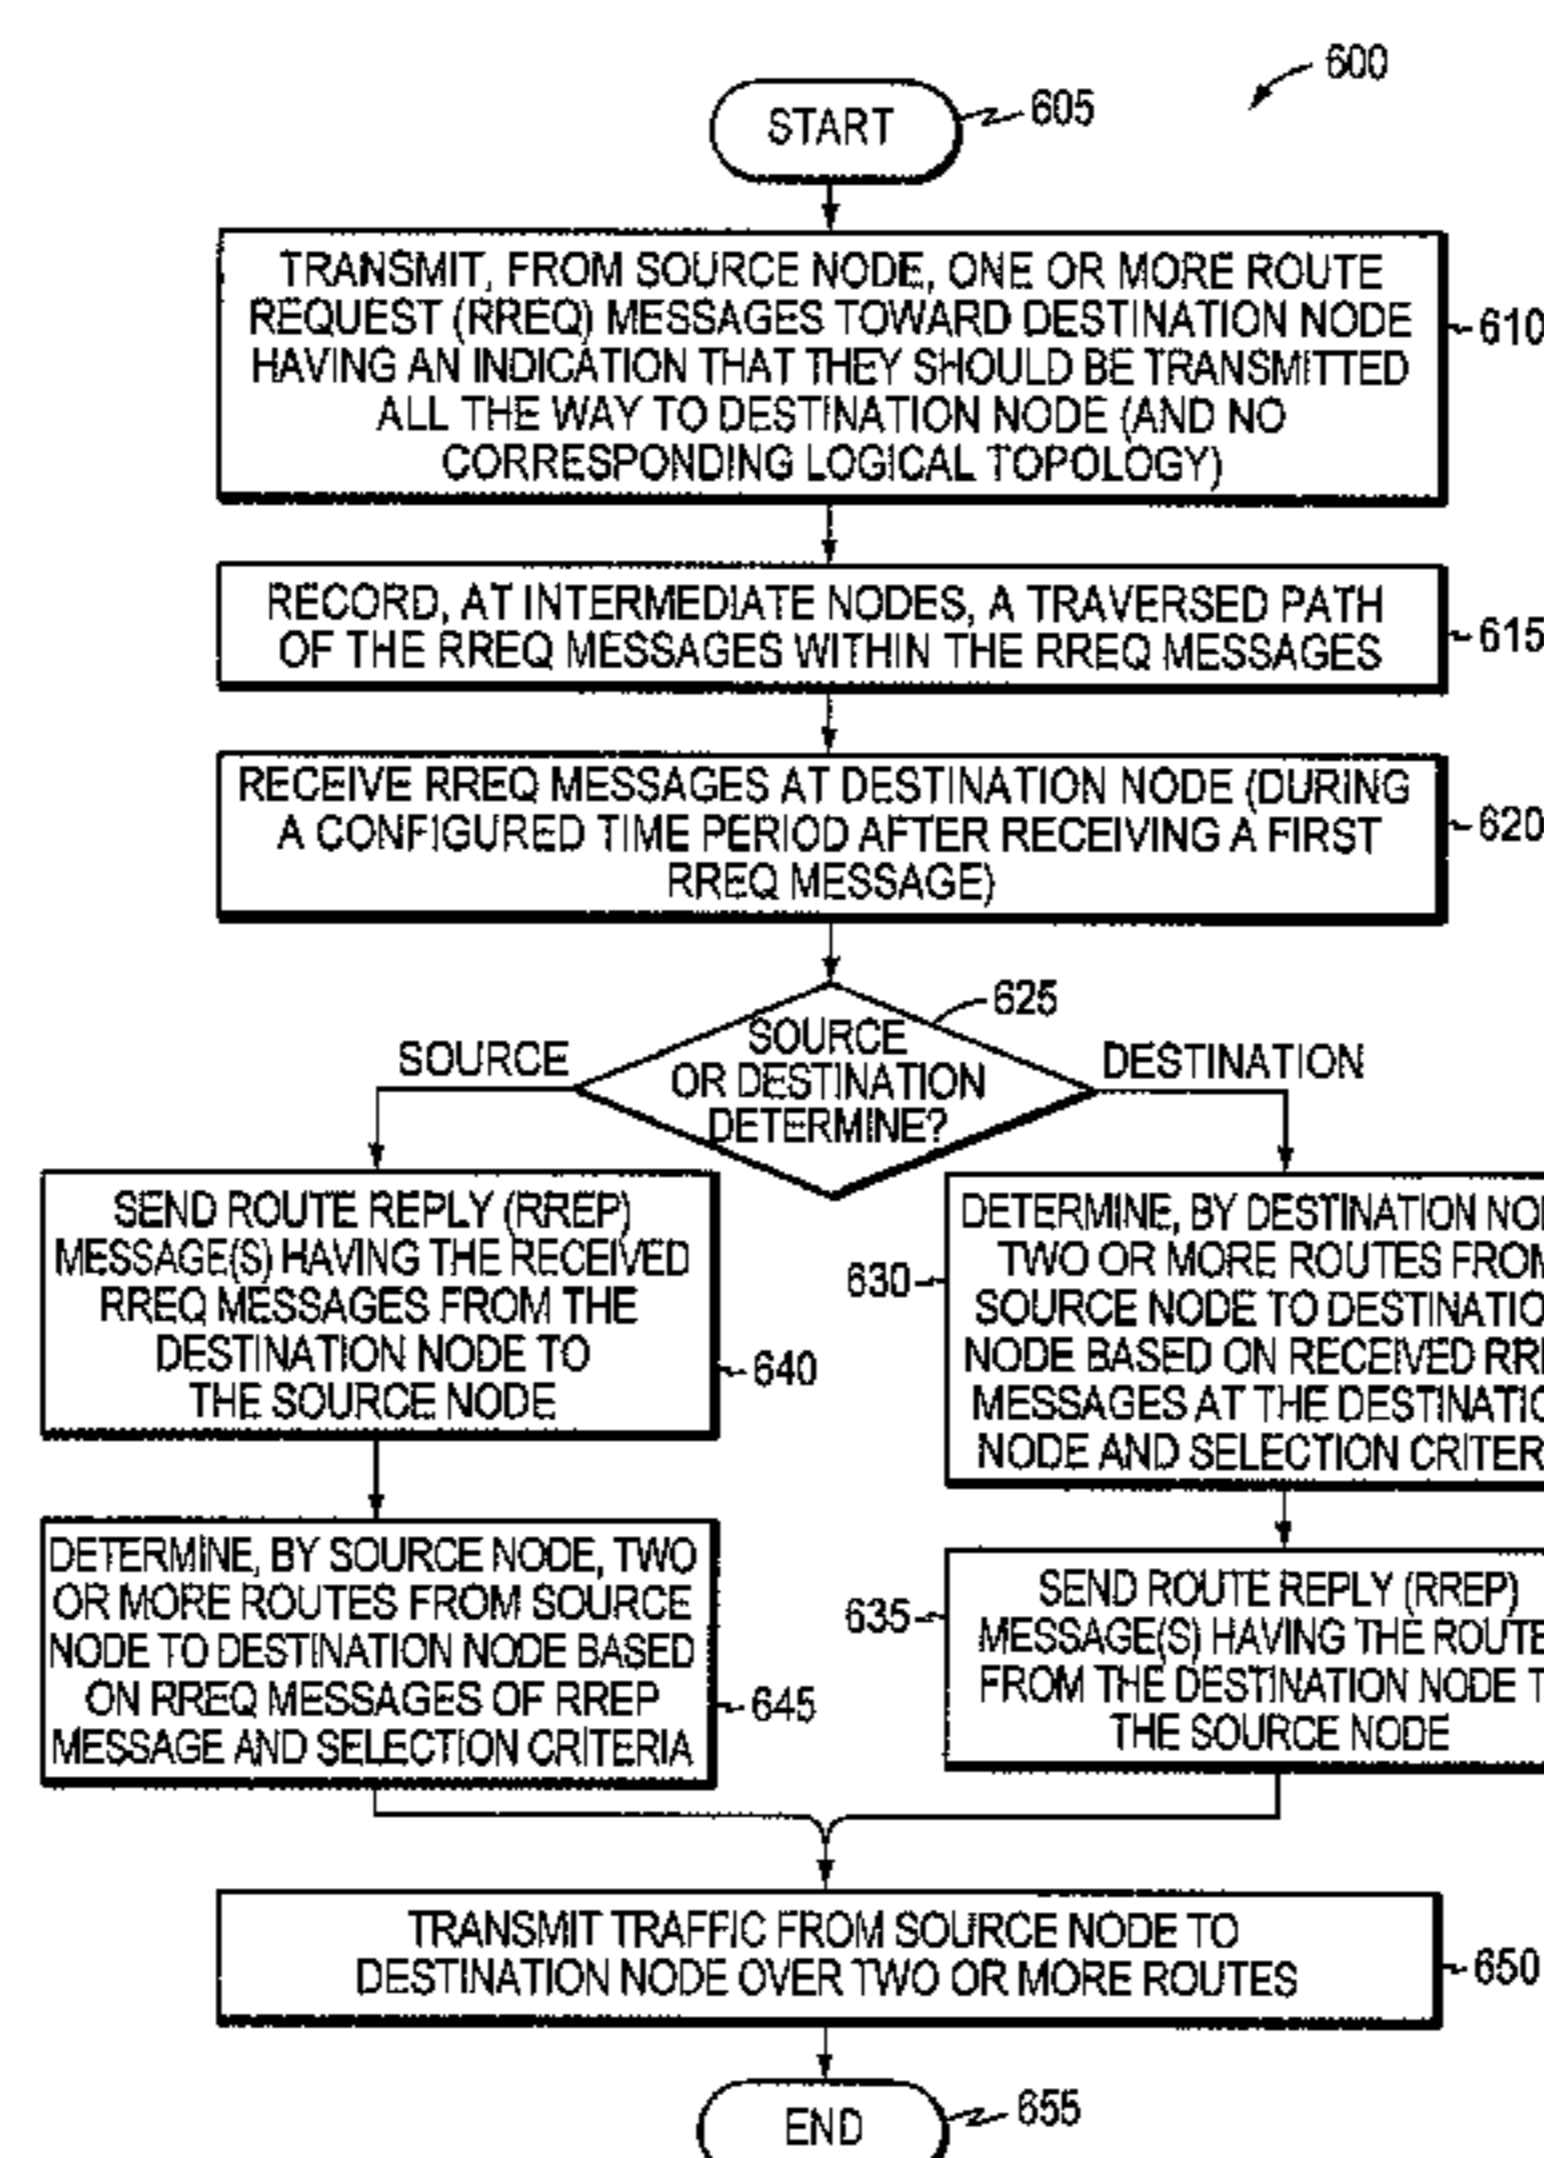 600
START
605
TRANSMIT, FROM SOURCE NODE, ONE OR MORE ROUTE
REQUEST (RREQ) MESSAGES TOWARD DESTINATION NODE
HAVING AN INDICATION THAT THEY SHOULD BE TRANSMITTED
ALL THE WAY TO DESTINATION NODE (AND NO
CORRESPONDING LOGICAL TOPOLOGY)
610
RECORD, AT INTERMEDIATE NODES, A TRAVERSED PATH
OF THE RREQ MESSAGES WITHIN THE RREQ MESSAGES
615
RECEIVE RREQ MESSAGES AT DESTINATION NODE (DURING
A CONFIGURED TIME PERIOD AFTER RECEIVING A FIRST
RREQ MESSAGE)
620
625
SOURCE
OR DESTINATION
DETERMINE?
SOURCE
DESTINATION
SEND ROUTE REPLY (RREP)
MESSAGE(S) HAVING THE RECEIVED
RREQ MESSAGES FROM THE
DESTINATION NODE TO
THE SOURCE NODE
640
DETERMINE, BY SOURCE NODE, TWO
OR MORE ROUTES FROM SOURCE
NODE TO DESTINATION NODE BASED
ON RREQ MESSAGES OF RREP
MESSAGE AND SELECTION CRITERIA
645
DETERMINE, BY DESTINATION
TWO OR MORE ROUTES FROM
SOURCE NODE TO
NODE BASED ON RECEIVED
MESSAGES AT THE
NODE AND SELECTION
630
SEND ROUTE REPLY (RREP)
MESSAGE(S) HAVING THE ROUTE
FROM THE DESTINATION NODE
THE SOURCE NODE
635
TRANSMIT TRAFFIC FROM SOURCE NODE TO
DESTINATION NODE OVER TWO OR MORE ROUTES
650
END
655